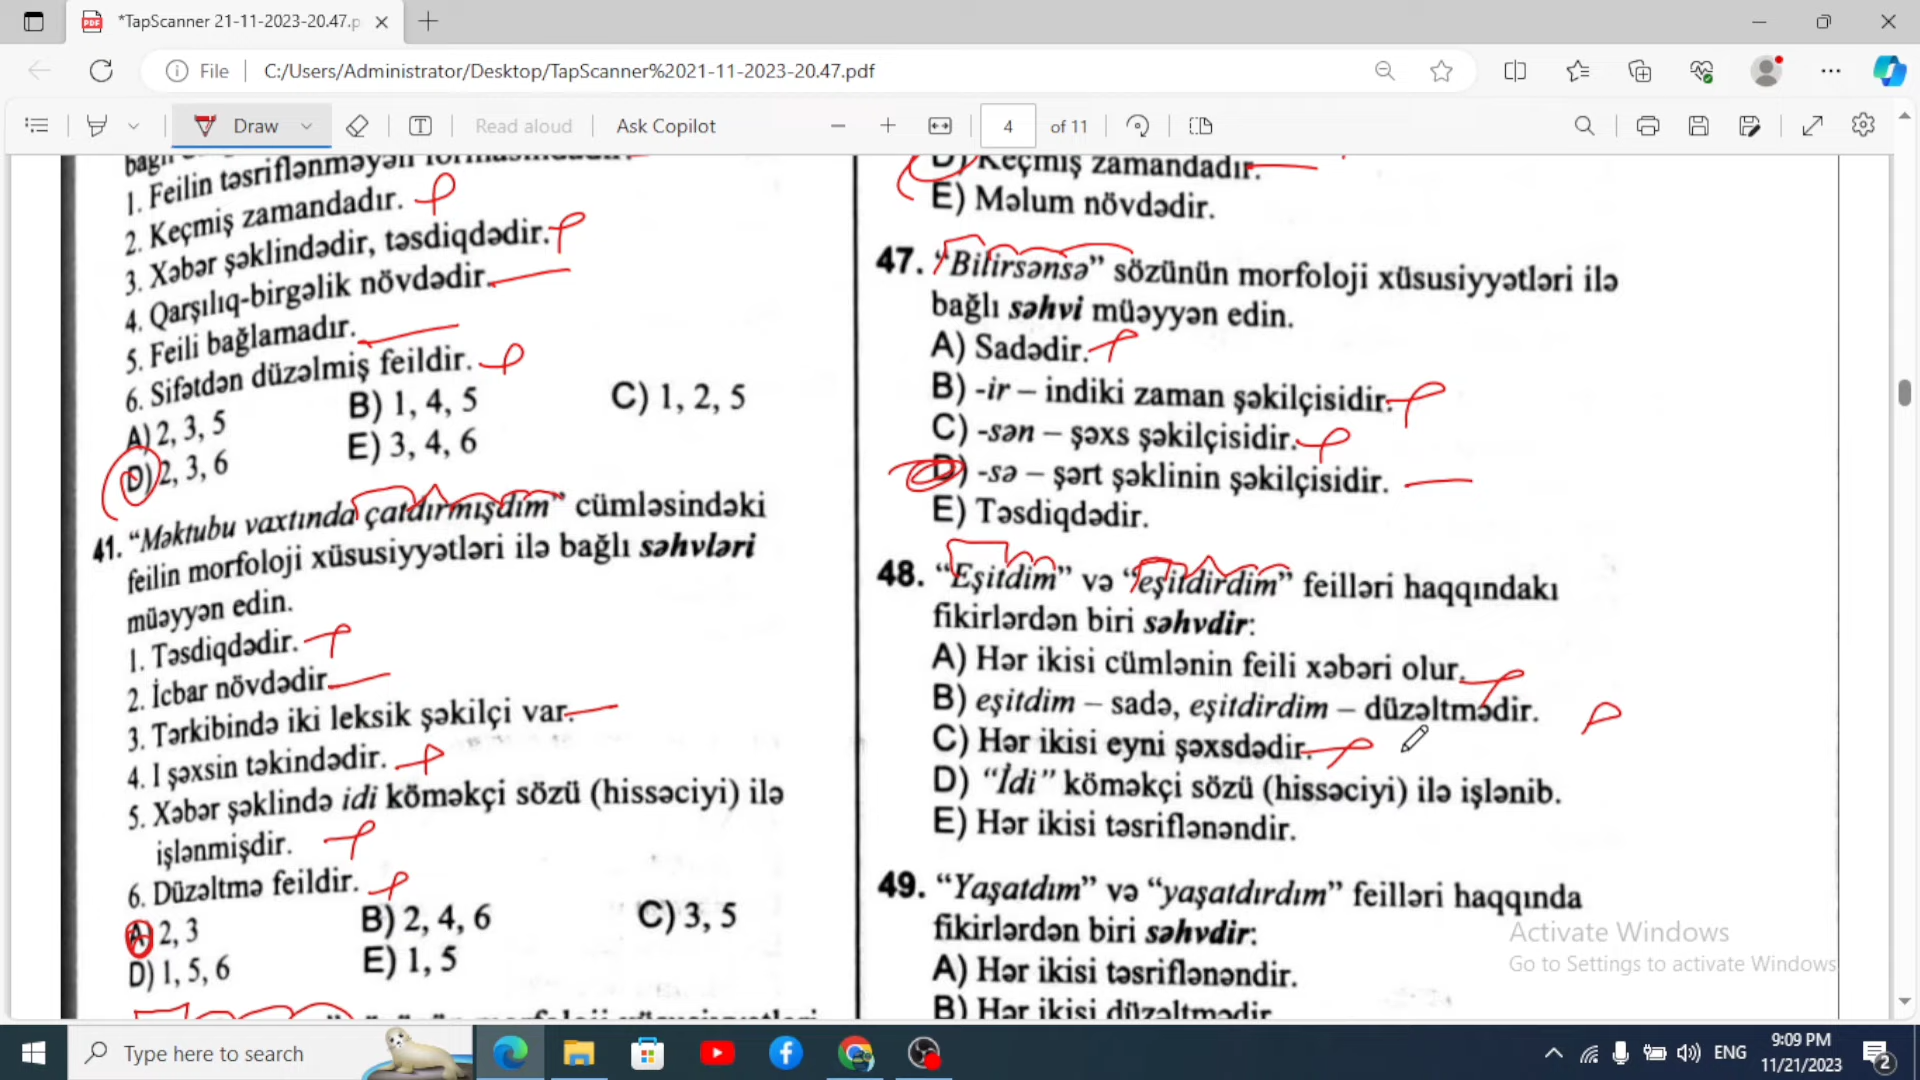 *TapScanner 21-11-2023-20.47.p
File
C:/Users/Administrator/Desktop/TapScanner%2021-11-2023-20.47.pdf
Draw
Read aloud
Ask Copilot
4
of 11
1. Feilin təsriflənməyən formasındadır.
2. Keçmiş zamandadır.
3. Xəbər şəklindədir, təsdiqdədir.
4. Qarşılıq-birgəlik növdədir.
5. Feili bağlamadır.
6. Sifətdən düzəlmiş feildir.
A) 2, 3, 5 B) 1, 4, 5 C) 1, 2, 5
D) 2, 3, 6 E) 3, 4, 6
41. “Məktubu vaxtında çatdırmışdım” cümləsindəki
feilin morfoloji xüsusiyyətləri ilə bağlı səhvləri
müəyyən edin.
1. Təsdiqdədir.
2. İcbar növdədir.
3. Tərkibində iki leksik şəkilçi var.
4. I şəxsin təkindədir.
5. Xəbər şəklində idi köməkçi sözü (hissəciyi) ilə
işlənmişdir.
6. Düzəltmə feildir.
A) 2, 3 B) 2, 4, 6 C) 3, 5
D) 1, 5, 6 E) 1, 5
D) Keçmiş zamandadır.
E) Məlum növdədir.
47. “Bilirsənsə” sözünün morfoloji xüsusiyyətləri ilə
bağlı səhvi müəyyən edin.
A) Sadədir.
B) -ir – indiki zaman şəkilçisidir.
C) -sən – şəxs şəkilçisidir.
D) -sə – şərt şəklinin şəkilçisidir.
E) Təsdiqdədir.
48. “Eşitdim” və “eşitdirdim” feilləri haqqındakı
fikirlərdən biri səhvdir:
A) Hər ikisi cümlənin feili xəbəri olur.
B) eşitdim – sadə, eşitdirdim – düzəltmədir.
C) Hər ikisi eyni şəxsdədir.
D) “İdi” köməkçi sözü (hissəciyi) ilə işlənib.
E) Hər ikisi təsriflənəndir.
49. “Yaşatdım” və “yaşatdırdım” feilləri haqqında
fikirlərdən biri səhvdir:
A) Hər ikisi təsriflənəndir.
B) Hər ikisi düzəltmədir
Activate Windows
Go to Settings to activate Windows
Type here to search
ENG
9:09 PM
11/21/2023
2